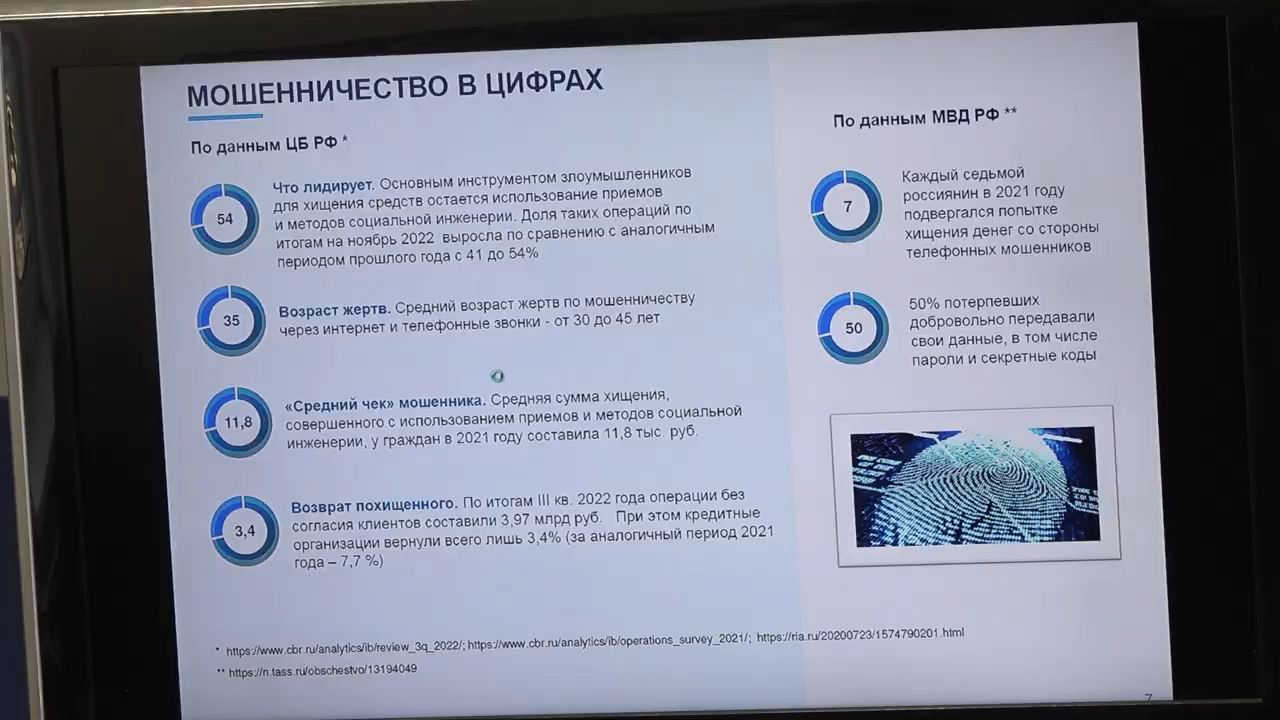 МОШЕННИЧЕСТВО В ЦИФРАХ
По данным ЦБ РФ *
54
Что лидирует. Основным инструментом злоумышленников
для хищения средств остается использование приемов
и методов социальной инженерии. Доля таких операций по
итогам на ноябрь 2022 выросла по сравнению с аналогичным
периодом прошлого года с 41 до 54%
35
Возраст жертв. Средний возраст жертв по мошенничеству
через интернет и телефонные звонки - от 30 до 45 лет
11,8
«Средний чек» мошенника. Средняя сумма хищения,
совершенного с использованием приемов и методов социальной
инженерии, у граждан в 2021 году составила 11,8 тыс. руб.
3,4
Возврат похищенного. По итогам III кв. 2022 года операции без
согласия клиентов составили 3,97 млрд руб. При этом кредитные
организации вернули всего лишь 3,4% (за аналогичный период 2021
года – 7,7 %)
По данным МВД РФ **
7
Каждый седьмой
россиянин в 2021 году
подвергался попытке
хищения денег со стороны
телефонных мошенников
50
50% потерпевших
добровольно передавали
свои данные, в том числе
пароли и секретные коды
* https://www.cbr.ru/analytics/ib/review_3q_2022/; https://www.cbr.ru/analytics/ib/operations_survey_2021/; https://ria.ru/20200723/1574790201.html
** https://n.tass.ru/obschestvo/13194049
7